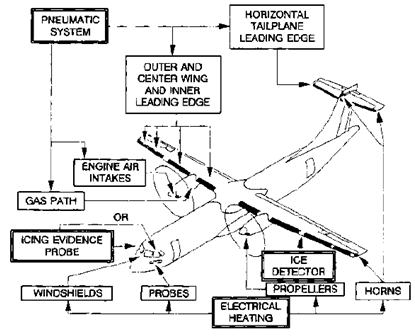 PNEUMATIC
SYSTEM
HORIZONTAL
TAILPLANE
LEADING EDGE
OUTER AND
CENTER WING
AND INNER
LEADING EDGE
ENGINE AIR
INTAKES
GAS PATH
OR
ICING EVIDENCE
PROBE
ICE
DETECTOR
WINDSHIELDS
PROBES
PROPELLERS
HORNS
ELECTRICAL
HEATING